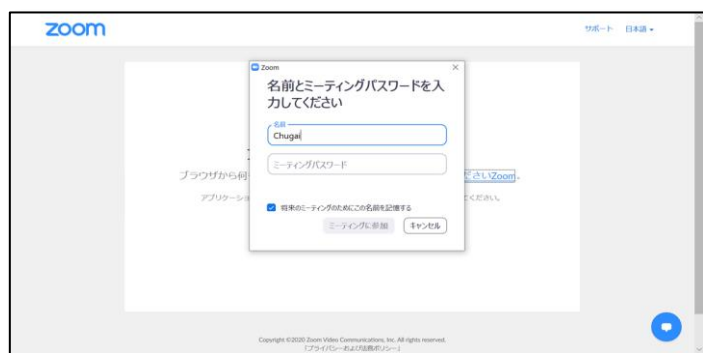 zoom
サポート 日本語
Zoom
名前とミーティングパスワードを入
力してください
名前
Chugai
ミーティングパスワード
ブラウザから何
ださいZoom。
アプリケーショ
ください。
将来のミーティングのためにこの名前を記憶する
ミーティングに参加 キャンセル
Copyright ©2020 Zoom Video Communications, Inc. All rights reserved.
「プライバシーおよび法務ポリシー」